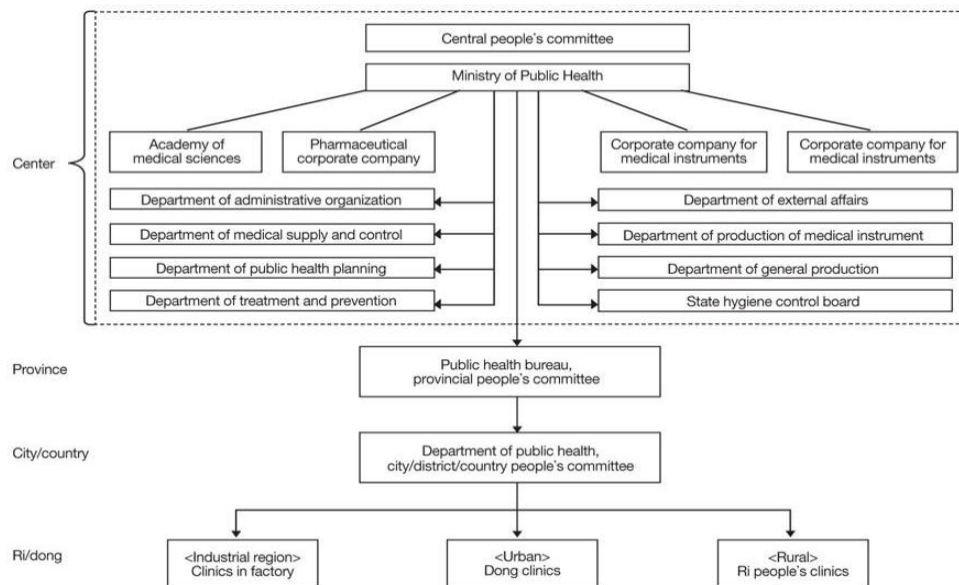 Central people's committee
Ministry of Public Health
Center
Academy of
medical sciences
Pharmaceutical
corporate company
Corporate company for
medical instruments
Corporate company for
medical instruments
Department of administrative organization
Department of external affairs
Department of medical supply and control
Department of production of medical instrument
Department of public health planning
Department of general production
Department of treatment and prevention
State hygiene control board
Province
Public health bureau,
provincial people's committee
City/country
Department of public health,
city/district/country people's committee
Ri/dong
<Industrial region>
Clinics in factory
<Urban>
Dong clinics
<Rural>
Ri people's clinics